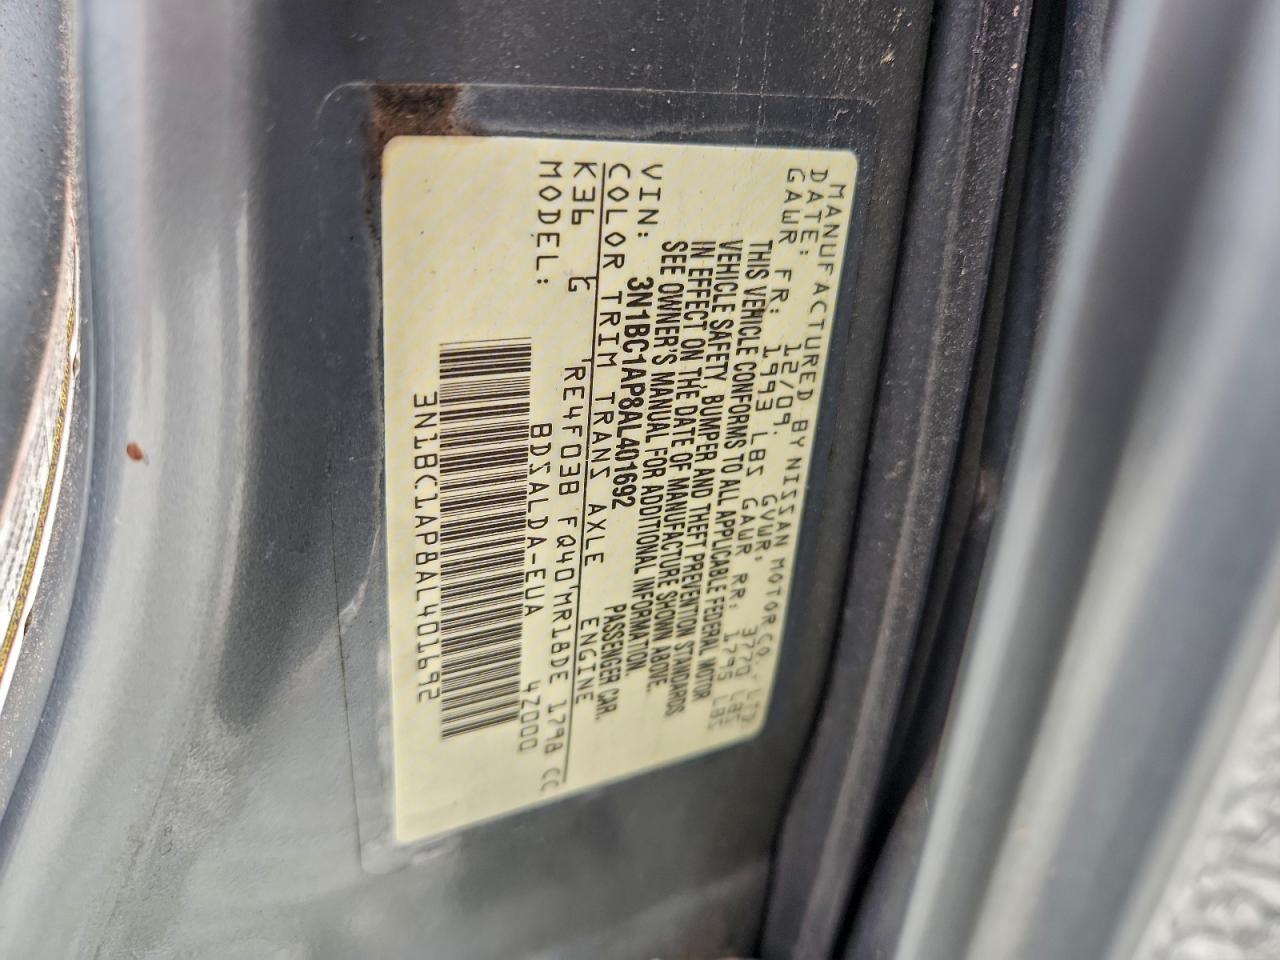 MANUFACTURED BY NISSAN MOTOR CO., LTD
DATE: 12/09. GVWR: 3770 LBS
GAWR FR: 1993 LBS GAWR RR: 1795 LBS
THIS VEHICLE CONFORMS TO ALL APPLICABLE FEDERAL MOTOR
VEHICLE SAFETY, BUMPER AND THEFT PREVENTION STANDARDS
IN EFFECT ON THE DATE OF MANUFACTURE SHOWN ABOVE.
SEE OWNER'S MANUAL FOR ADDITIONAL INFORMATION.
VIN: 3N1BC1AP8AL401692 PASSENGER CAR.
COLOR TRIM TRANS AXLE ENGINE
K36 G RE4F03B FQ40 MR18DE 1798 CC
MODEL: BDSALDA-EUA 4Z000
3N1BC1AP8AL401692